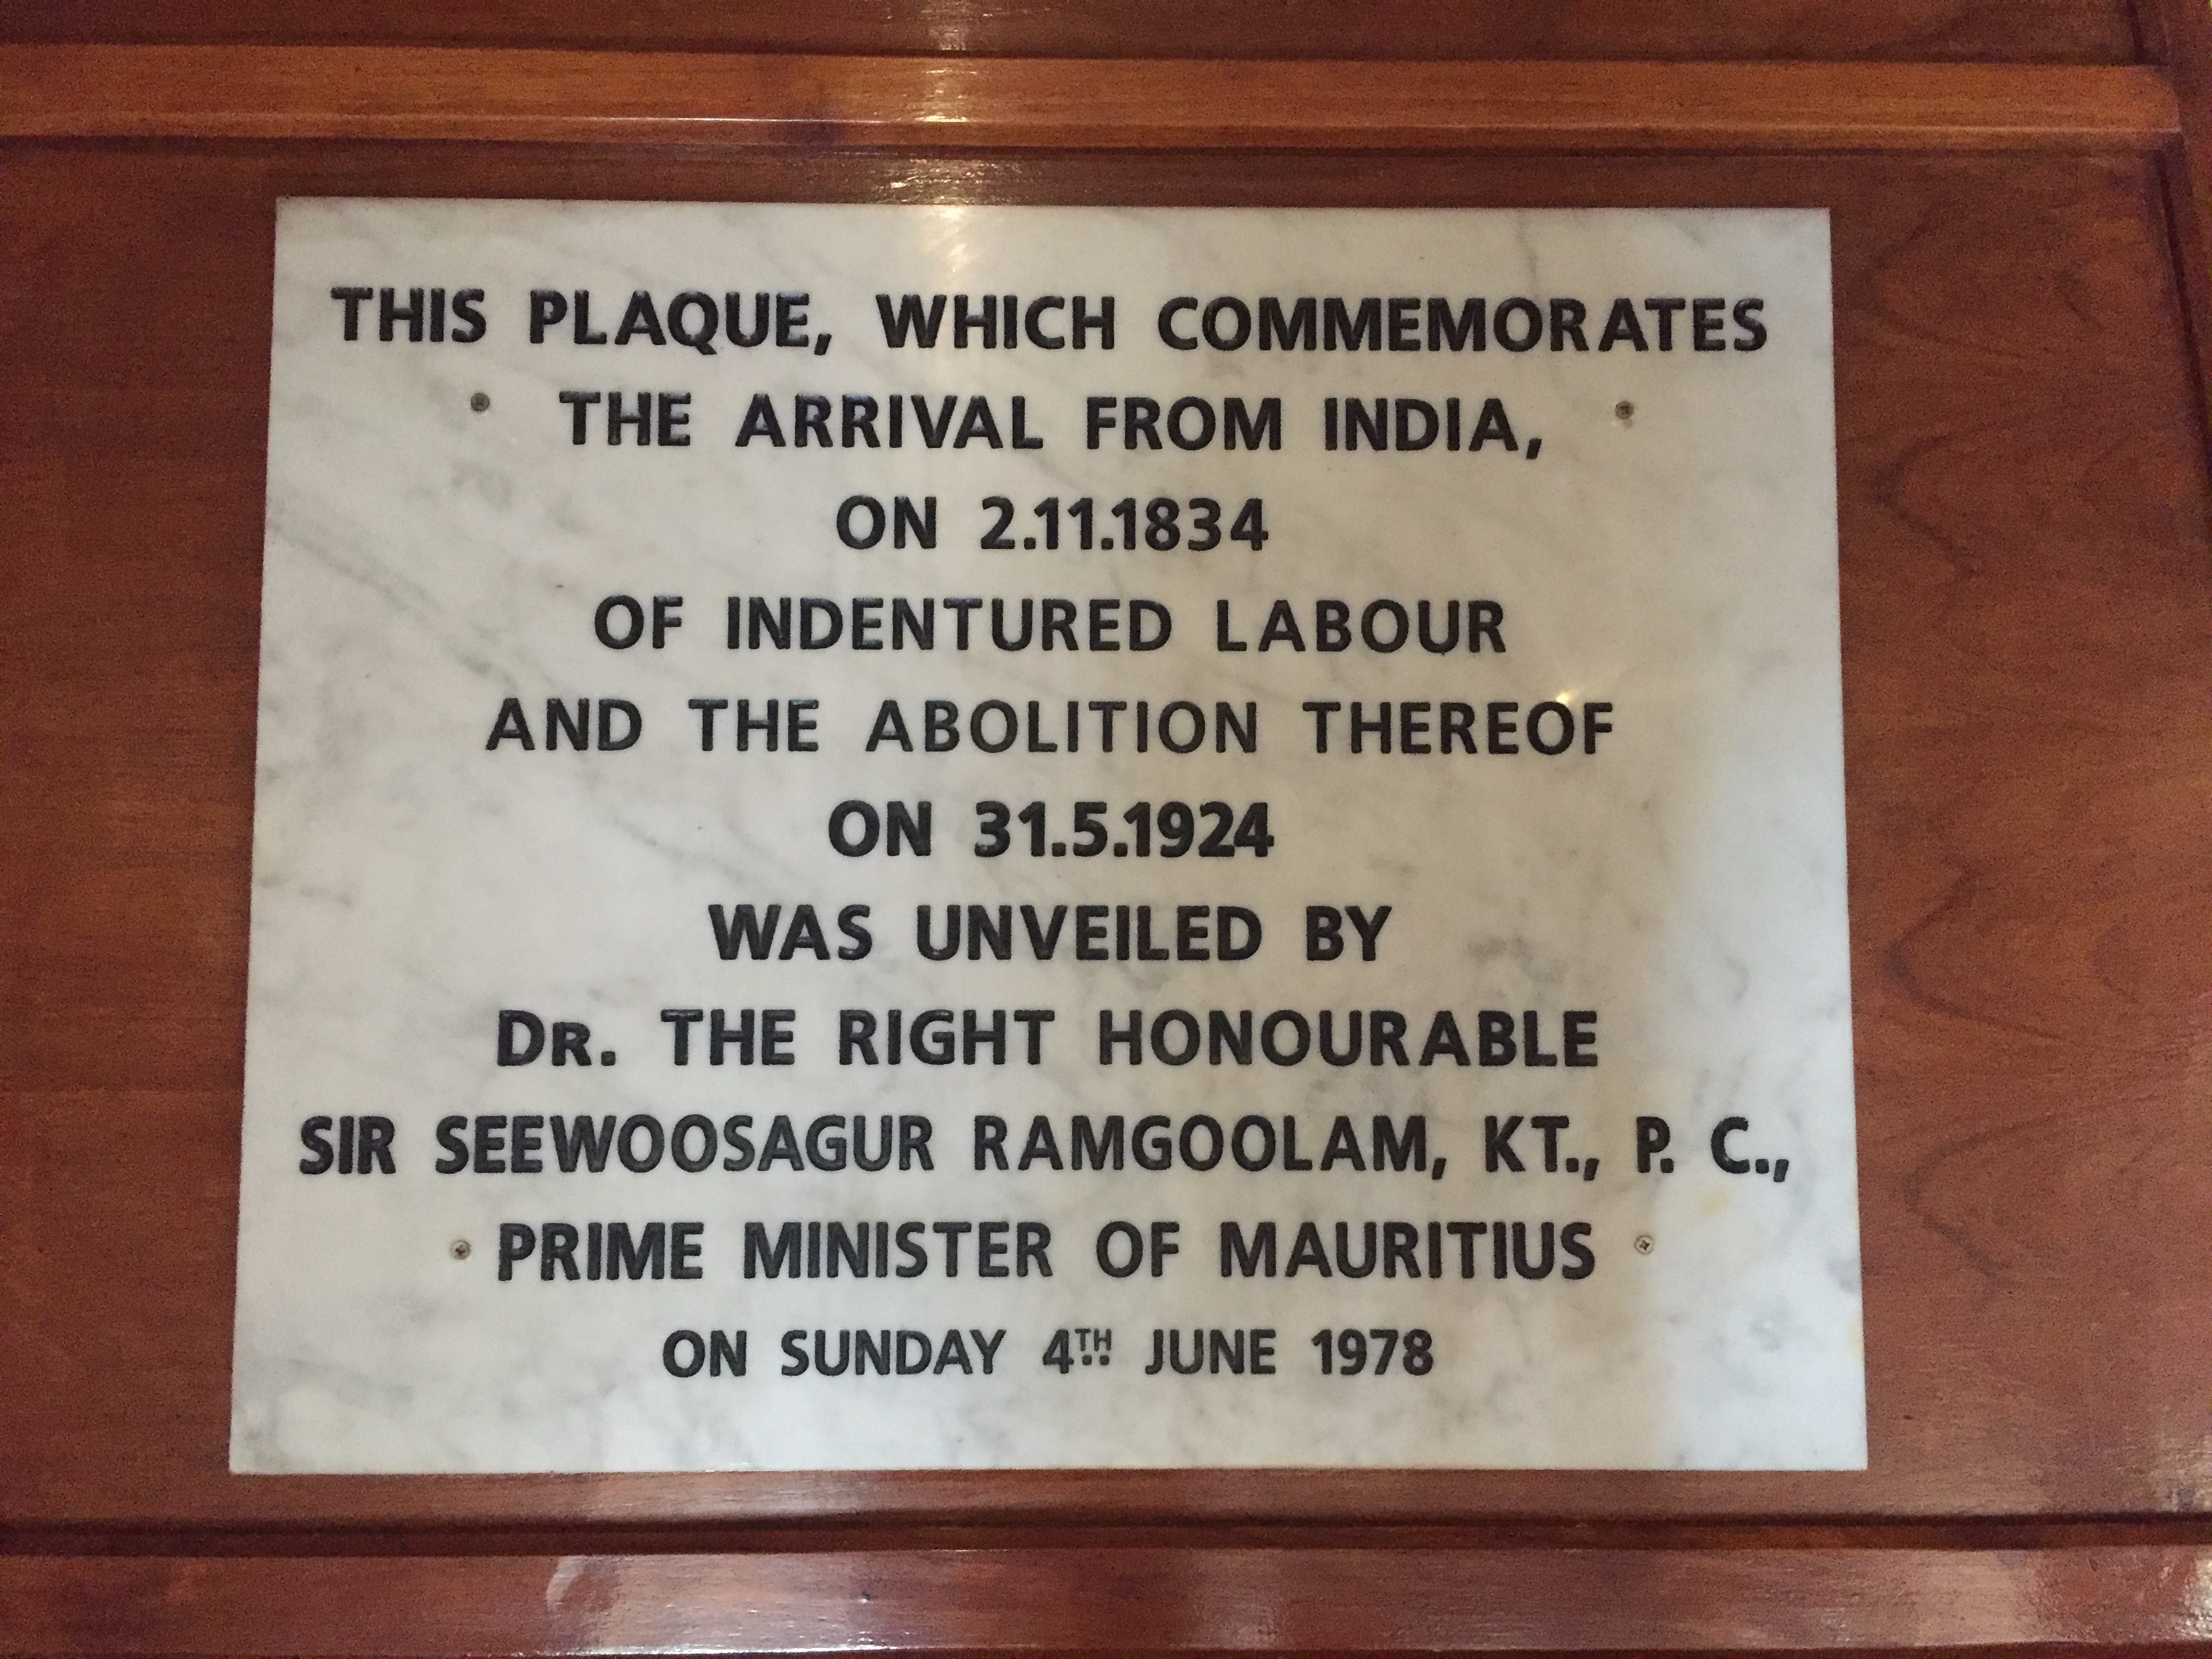 THIS PLAQUE, WHICH COMMEMORATES
THE ARRIVAL FROM INDIA,
ON 2.11.1834
OF INDENTURED LABOUR
AND THE ABOLITION THEREOF
ON 31.5.1924
WAS UNVEILED BY
DR. THE RIGHT HONOURABLE
SIR SEEWOOSAGUR RAMGOOLAM, KT., P. C.,
PRIME MINISTER OF MAURITIUS
ON SUNDAY 4TH JUNE 1978